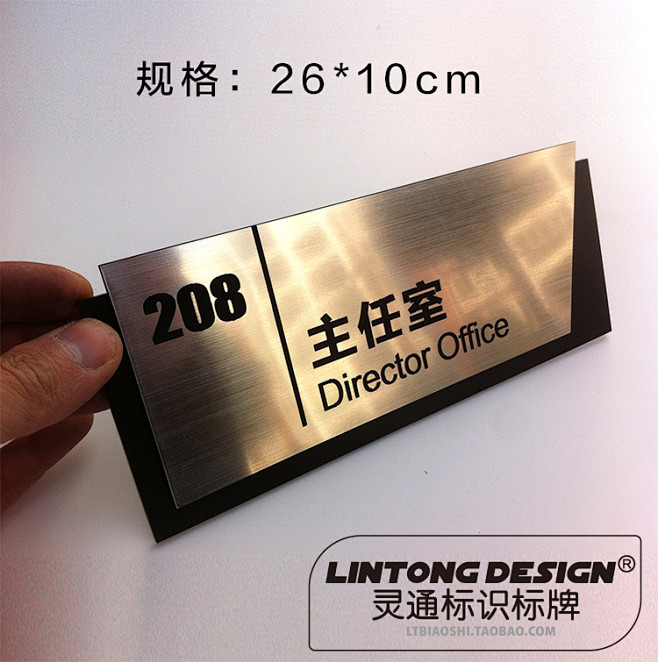 规格：26*10cm
208
主任室
Director Office
LINTONG DESIGN®
灵通标识标牌
LTBIAOSHI.TAOBAO.COM